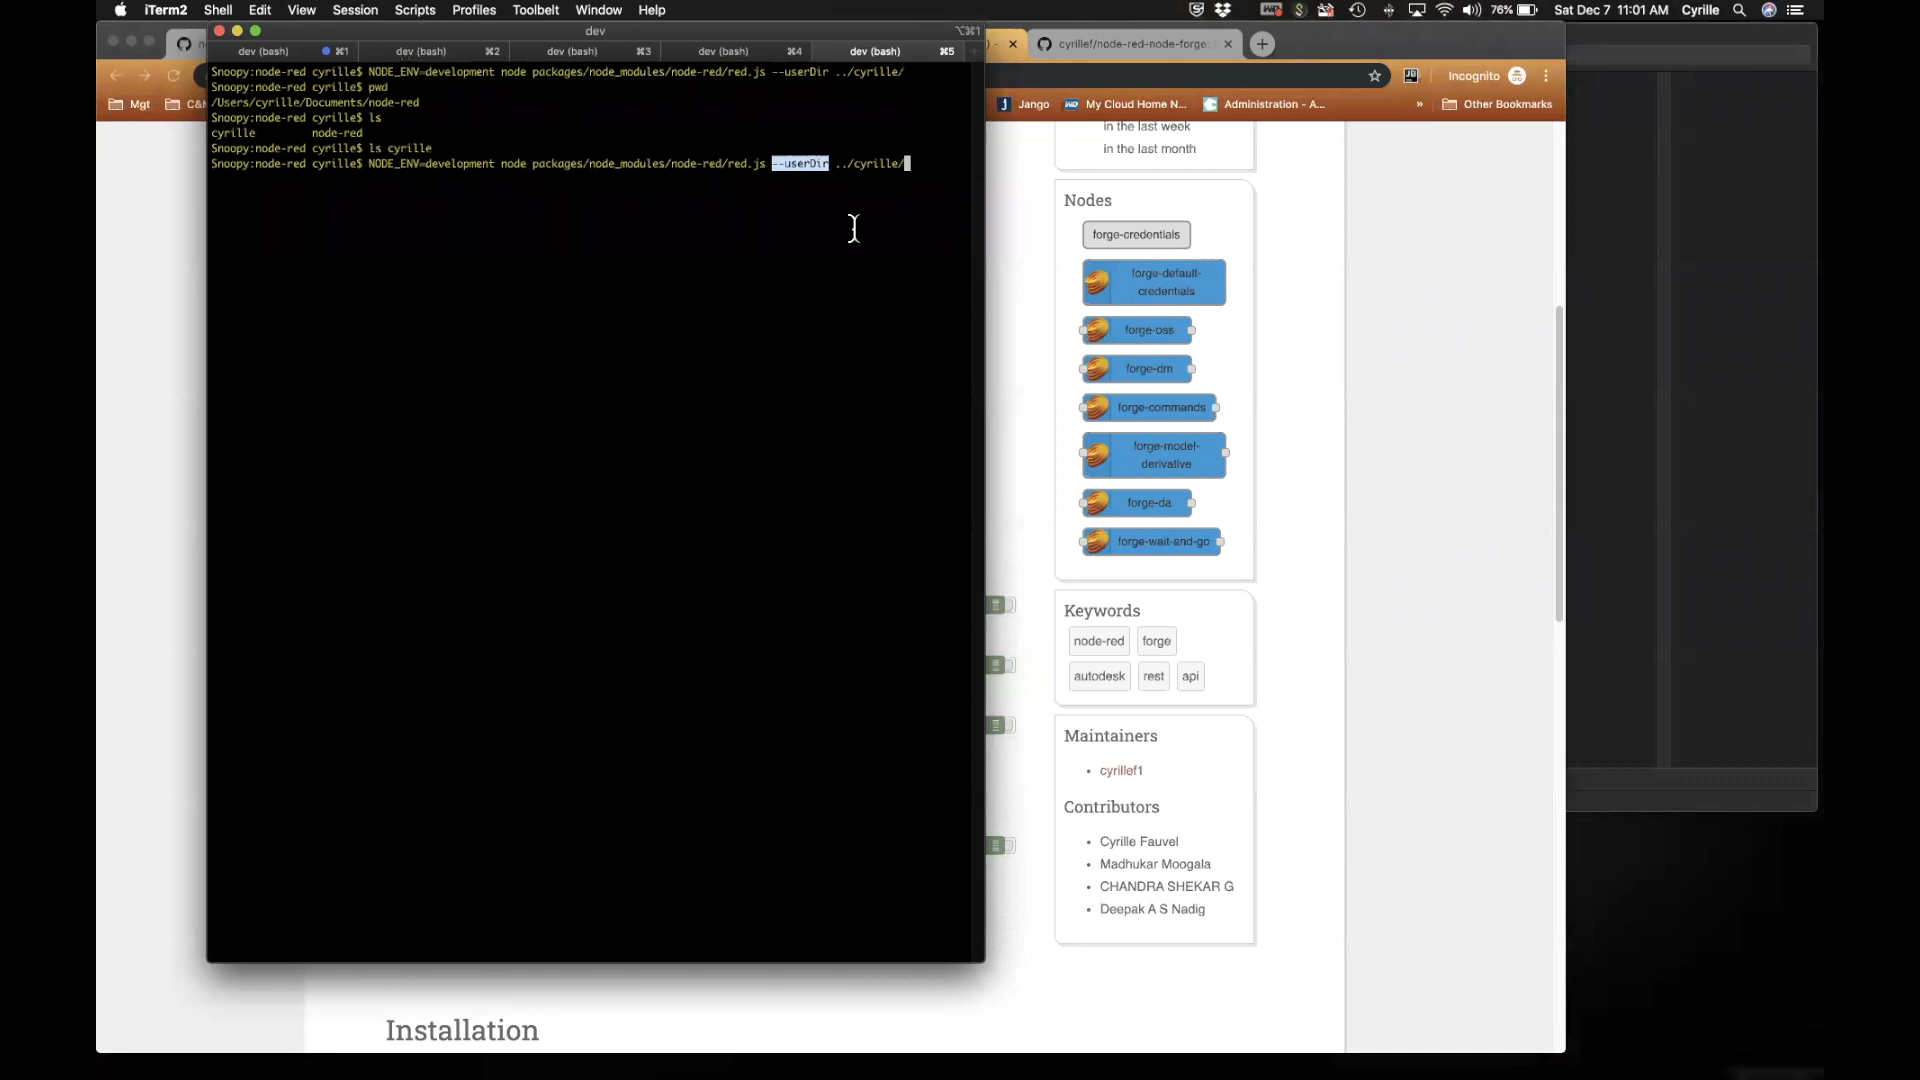 iTerm2 Shell Edit View Session Scripts Profiles Toolbelt Window Help
76% Sat Dec 7 11:01 AM Cyrille
dev
⌥⌘1
dev (bash) ⌘1 dev (bash) ⌘2 dev (bash) ⌘3 dev (bash) ⌘4 dev (bash) ⌘5
cyrillef/node-red-node-forge:
Incognito
Mgt
Jango My Cloud Home N... Administration - A... » Other Bookmarks
Snoopy:node-red cyrille$ NODE_ENV=development node packages/node_modules/node-red/red.js --userDir ../cyrille/
Snoopy:node-red cyrille$ pwd
/Users/cyrille/Documents/node-red
Snoopy:node-red cyrille$ ls
cyrille node-red
Snoopy:node-red cyrille$ ls cyrille
Snoopy:node-red cyrille$ NODE_ENV=development node packages/node_modules/node-red/red.js --userDir ../cyrille/
in the last week
in the last month
Nodes
forge-credentials
forge-default-
credentials
forge-oss
forge-dm
forge-commands
forge-model-
derivative
forge-da
forge-wait-and-go
Keywords
node-red forge
autodesk rest api
Maintainers
cyrillef1
Contributors
Cyrille Fauvel
Madhukar Moogala
CHANDRA SHEKAR G
Deepak A S Nadig
Installation